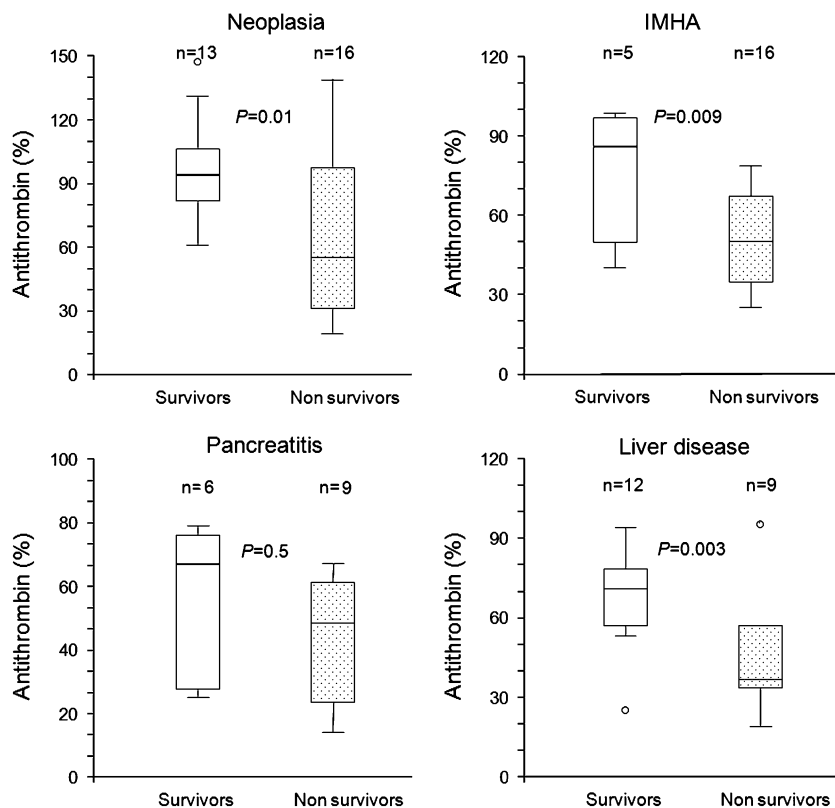 Neoplasia
n=13
n=16
P=0.01
Antithrombin (%)
150
120
90
60
30
0
Survivors
Non survivors
IMHA
n=5
n=16
P=0.009
Antithrombin (%)
120
90
60
30
0
Survivors
Non survivors
Pancreatitis
n=6
n=9
P=0.5
Antithrombin (%)
100
80
60
40
20
0
Survivors
Non survivors
Liver disease
n=12
n=9
P=0.003
Antithrombin (%)
120
90
60
30
0
Survivors
Non survivors